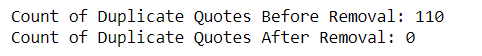 Count of Duplicate Quotes Before Removal: 110
Count of Duplicate Quotes After Removal: 0